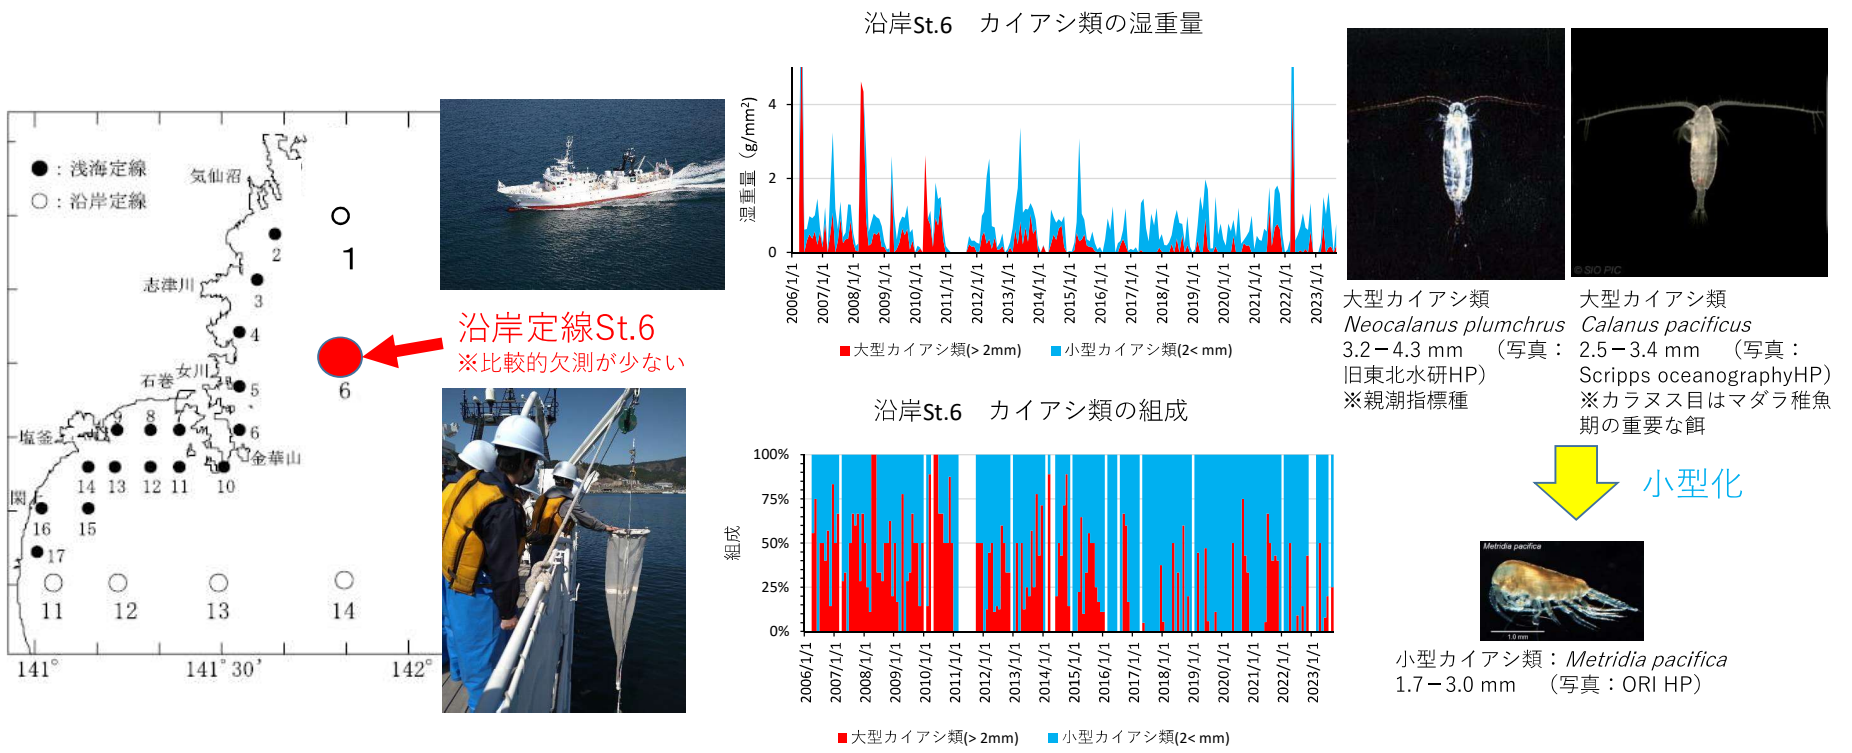 ●：浅海定線
○：沿岸定線
気仙沼
1
2
志津川
3
4
女川
石巻
5
6
9
8
塩釜
6
金華山
14
13
12
11
10
関
16
15
17
11
12
13
14
141°
141°30′
142°
沿岸定線St.6
※比較的欠測が少ない
沿岸St.6　カイアシ類の湿重量
湿重量（g/mm²）
4
2
0
2006/1/1
2007/1/1
2008/1/1
2009/1/1
2010/1/1
2011/1/1
2012/1/1
2013/1/1
2014/1/1
2015/1/1
2016/1/1
2017/1/1
2018/1/1
2019/1/1
2020/1/1
2021/1/1
2022/1/1
2023/1/1
■大型カイアシ類(> 2mm)　■小型カイアシ類(2< mm)
沿岸St.6　カイアシ類の組成
組成
100%
75%
50%
25%
0%
2006/1/1
2007/1/1
2008/1/1
2009/1/1
2010/1/1
2011/1/1
2012/1/1
2013/1/1
2014/1/1
2015/1/1
2016/1/1
2017/1/1
2018/1/1
2019/1/1
2020/1/1
2021/1/1
2022/1/1
2023/1/1
■大型カイアシ類(> 2mm)　■小型カイアシ類(2< mm)
大型カイアシ類
Neocalanus plumchrus
3.2－4.3 mm　（写真：
旧東北水研HP）
※親潮指標種
© SIO PIC
大型カイアシ類
Calanus pacificus
2.5－3.4 mm　（写真：
Scripps oceanographyHP）
※カラヌス目はマダラ稚魚
期の重要な餌
小型化
Metridia pacifica
1.0 mm
小型カイアシ類：Metridia pacifica
1.7－3.0 mm　（写真：ORI HP）